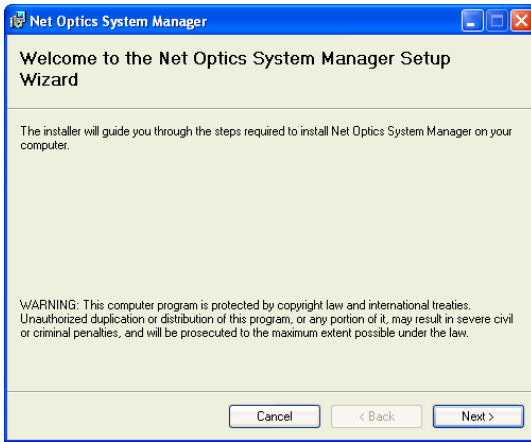 Net Optics System Manager
Welcome to the Net Optics System Manager Setup
Wizard
The installer will guide you through the steps required to install Net Optics System Manager on your
computer.
WARNING: This computer program is protected by copyright law and international treaties.
Unauthorized duplication or distribution of this program, or any portion of it, may result in severe civil
or criminal penalties, and will be prosecuted to the maximum extent possible under the law.
Cancel
< Back
Next >